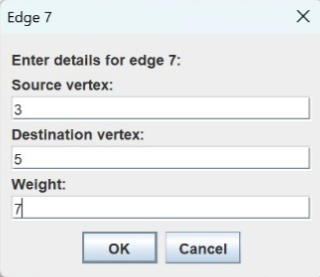 Edge 7
Enter details for edge 7:
Source vertex:
3
Destination vertex:
5
Weight:
7
OK Cancel